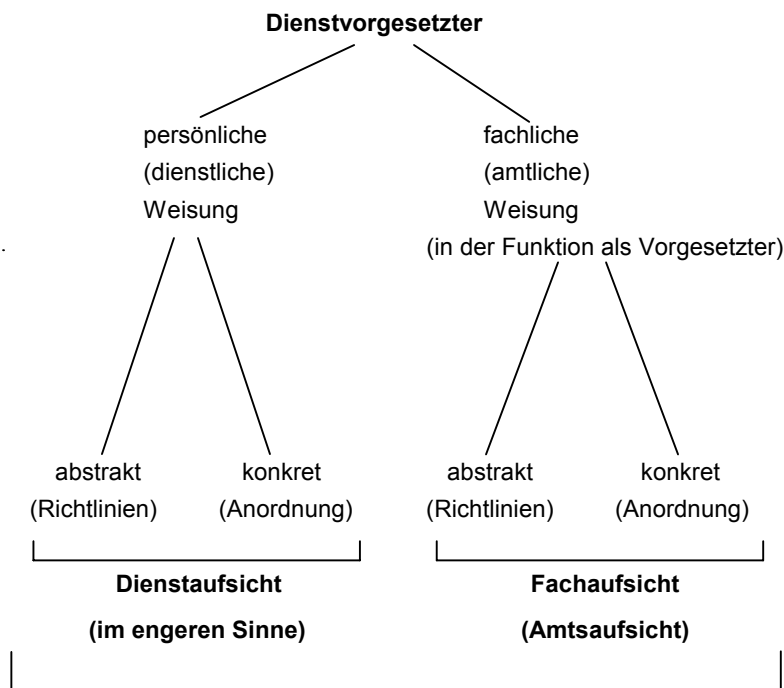 Dienstvorgesetzter
persönliche
(dienstliche)
Weisung
fachliche
(amtliche)
Weisung
(in der Funktion als Vorgesetzter)
.
abstrakt
(Richtlinien)
konkret
(Anordnung)
abstrakt
(Richtlinien)
konkret
(Anordnung)
Dienstaufsicht
(im engeren Sinne)
Fachaufsicht
(Amtsaufsicht)